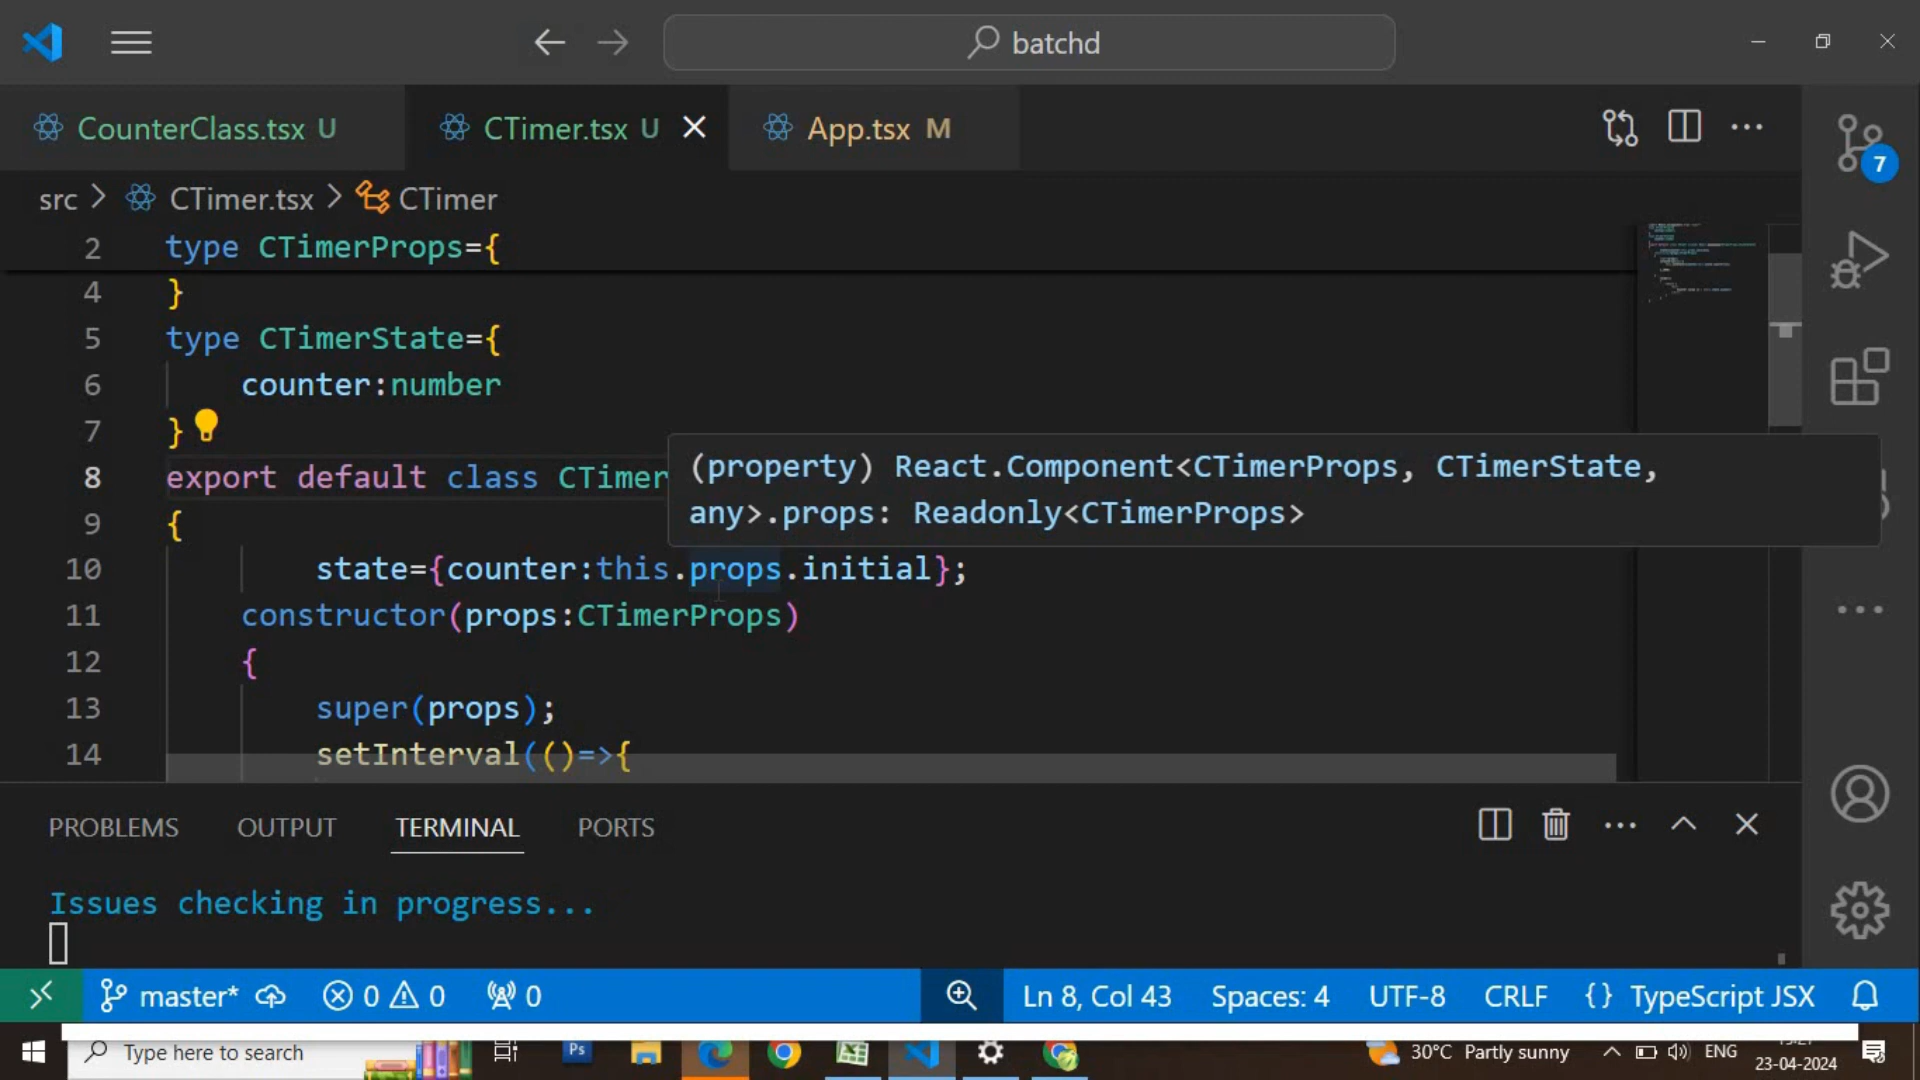 batchd
CounterClass.tsx U
CTimer.tsx U
App.tsx M
src > CTimer.tsx > CTimer
2 type CTimerProps={
4 }
5 type CTimerState={
6 counter:number
7 }
8 export default class CTimer
(property) React.Component<CTimerProps, CTimerState,
any>.props: Readonly<CTimerProps>
9 {
10 state={counter:this.props.initial};
11 constructor(props:CTimerProps)
12 {
13 super(props);
14 setInterval(()=>{
7
PROBLEMS OUTPUT TERMINAL PORTS
Issues checking in progress...
master* 0 0 0 Ln 8, Col 43 Spaces: 4 UTF-8 CRLF {} TypeScript JSX
Type here to search
Ps
30°C Partly sunny
ENG
23-04-2024